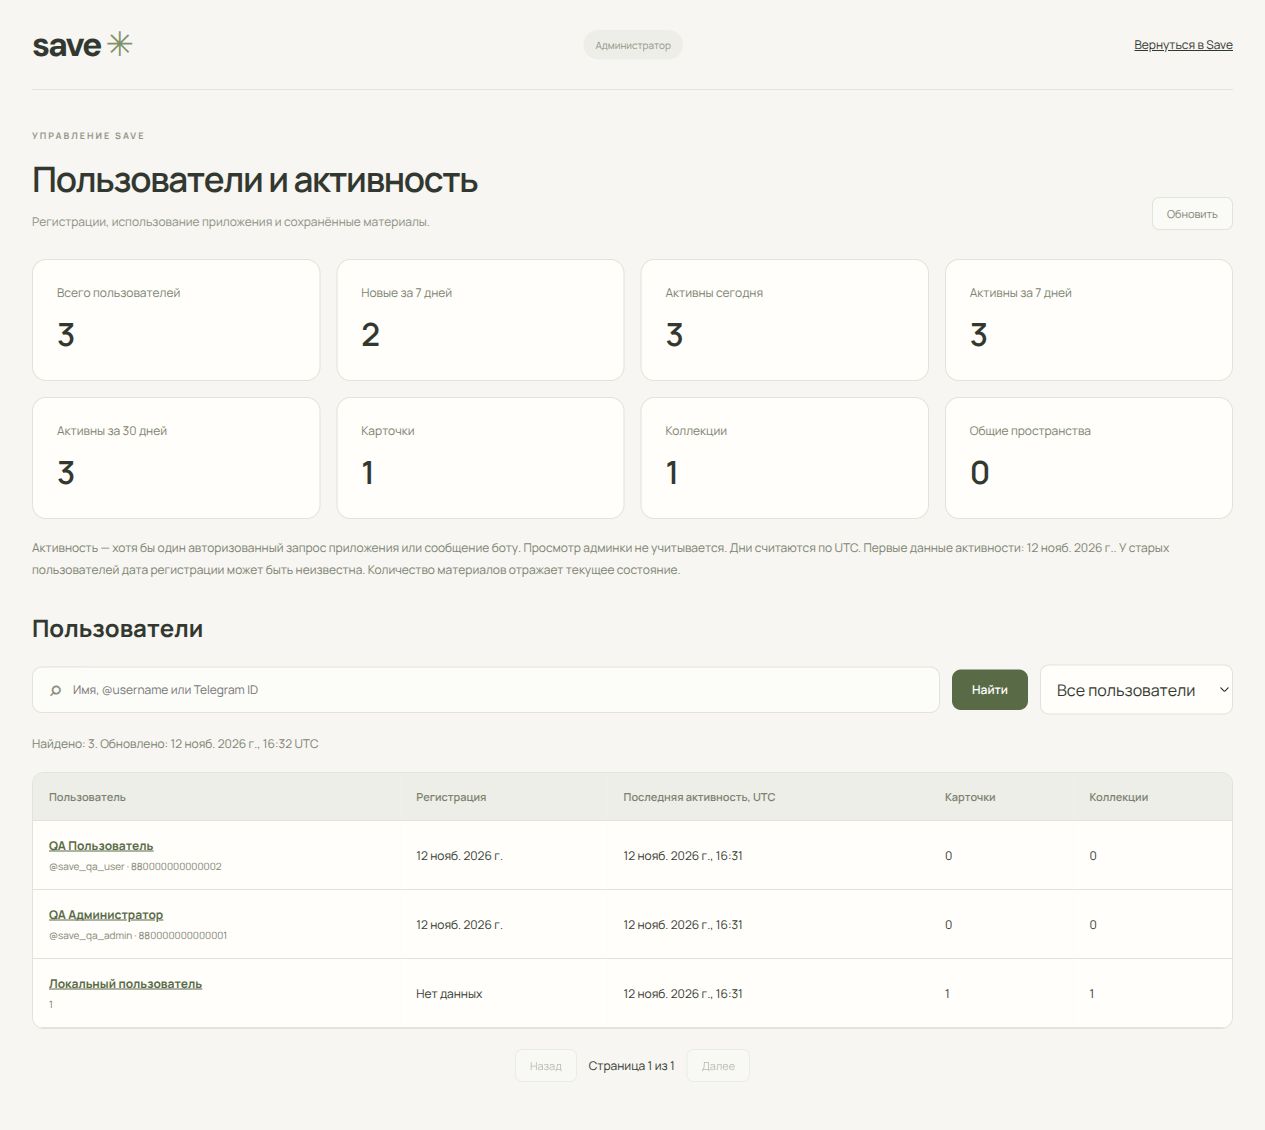 save
Администратор
Вернуться в Save
УПРАВЛЕНИЕ SAVE
Пользователи и активность
Регистрации, использование приложения и сохранённые материалы.
Обновить
Всего пользователей
3
Новые за 7 дней
2
Активны сегодня
3
Активны за 7 дней
3
Активны за 30 дней
3
Карточки
1
Коллекции
1
Общие пространства
0
Активность — хотя бы один авторизованный запрос приложения или сообщение боту. Просмотр админки не учитывается. Дни считаются по UTC. Первые данные активности: 12 нояб. 2026 г.. У старых
пользователей дата регистрации может быть неизвестна. Количество материалов отражает текущее состояние.
Пользователи
Имя, @username или Telegram ID
Найти
Все пользователи
Найдено: 3. Обновлено: 12 нояб. 2026 г., 16:32 UTC
Пользователь Регистрация Последняя активность, UTC Карточки Коллекции
QA Пользователь
@save_qa_user · 880000000000002
12 нояб. 2026 г. 12 нояб. 2026 г., 16:31 0 0
QA Администратор
@save_qa_admin · 880000000000001
12 нояб. 2026 г. 12 нояб. 2026 г., 16:31 0 0
Локальный пользователь
1
Нет данных 12 нояб. 2026 г., 16:31 1 1
Назад Страница 1 из 1 Далее